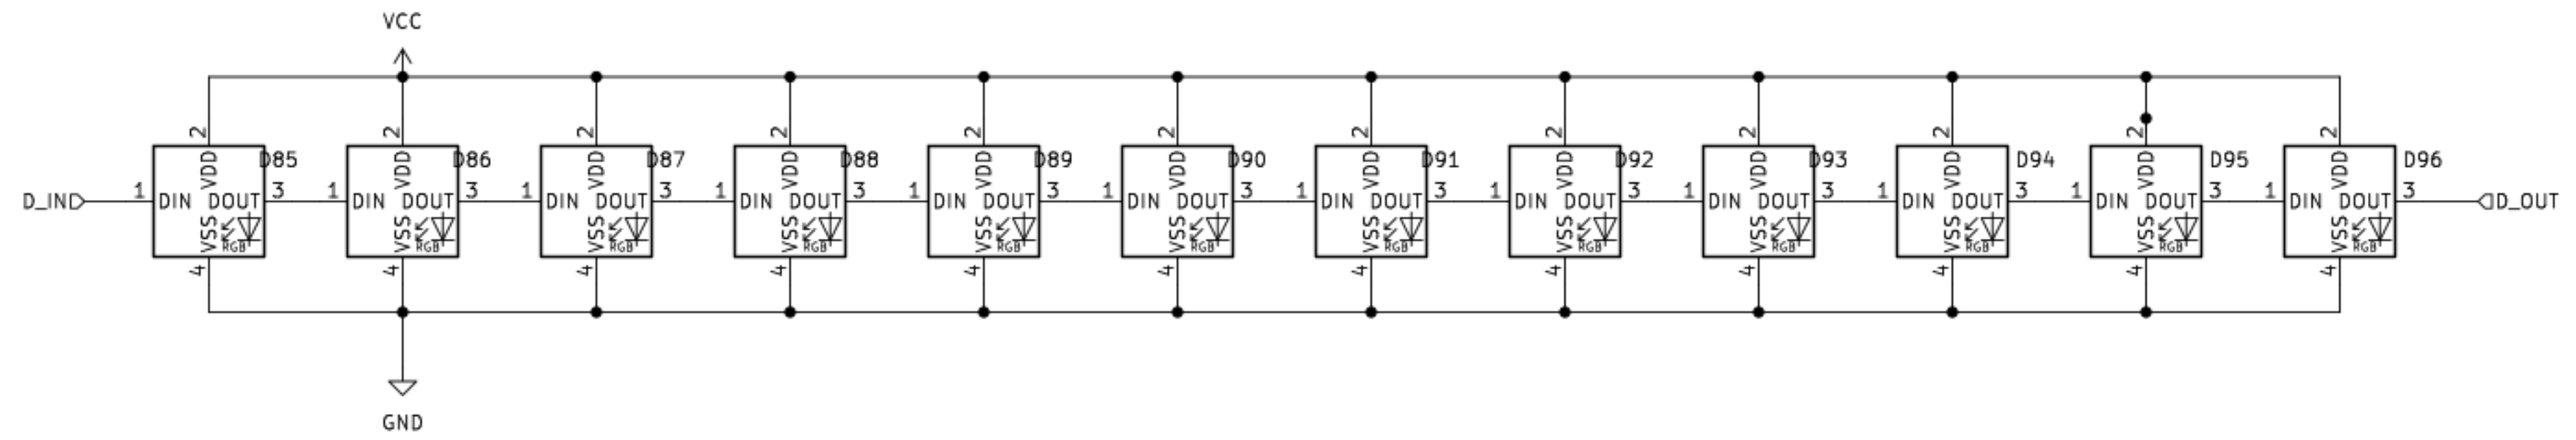 VCC
2 2 2 2 2 2 2 2 2 2 2 2
D85 D86 D87 D88 D89 D90 D91 D92 D93 D94 D95 D96
VDD VDD VDD VDD VDD VDD VDD VDD VDD VDD VDD VDD
D_IN 1 DIN DOUT 3 1 DIN DOUT 3 1 DIN DOUT 3 1 DIN DOUT 3 1 DIN DOUT 3 1 DIN DOUT 3 1 DIN DOUT 3 1 DIN DOUT 3 1 DIN DOUT 3 1 DIN DOUT 3 1 DIN DOUT 3 1 DIN DOUT 3 D_OUT
VSS RGB VSS RGB VSS RGB VSS RGB VSS RGB VSS RGB VSS RGB VSS RGB VSS RGB VSS RGB VSS RGB VSS RGB
4 4 4 4 4 4 4 4 4 4 4 4
GND